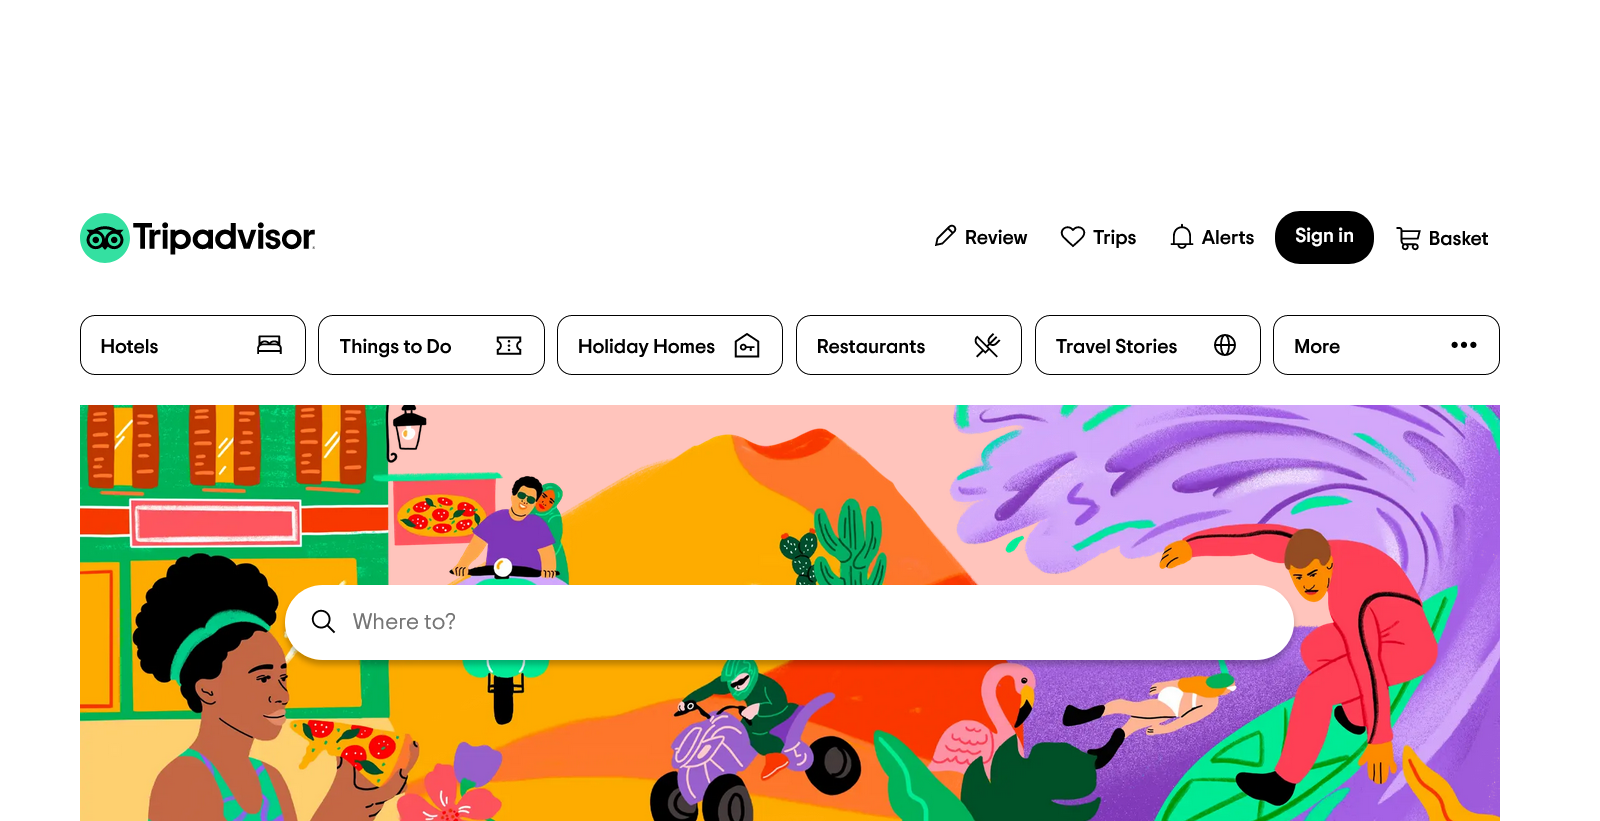 Tripadvisor
Review
Trips
Alerts
Sign in
Basket
Hotels
Things to Do
Holiday Homes
Restaurants
Travel Stories
More
Where to?